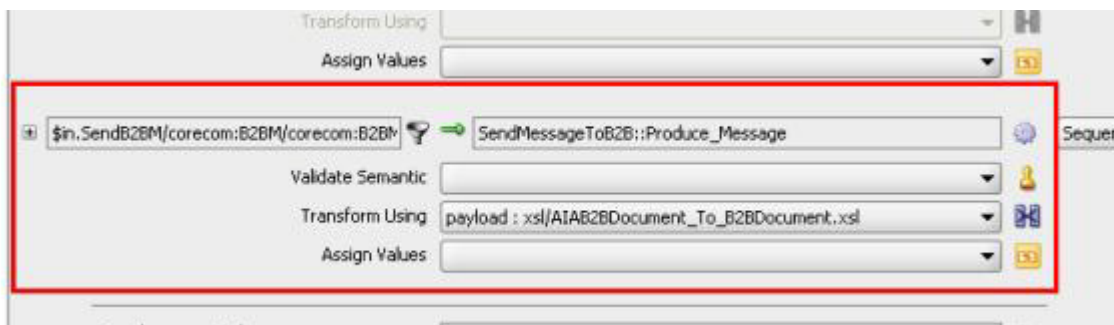 Transform Using
Assign Values
$in.SendB2BM/corecom:B2BM/corecom:B2BM SendMessageToB2B::Produce_Message Sequen
Validate Semantic
Transform Using payload : xsl/AIAB2BDocument_To_B2BDocument.xsl
Assign Values